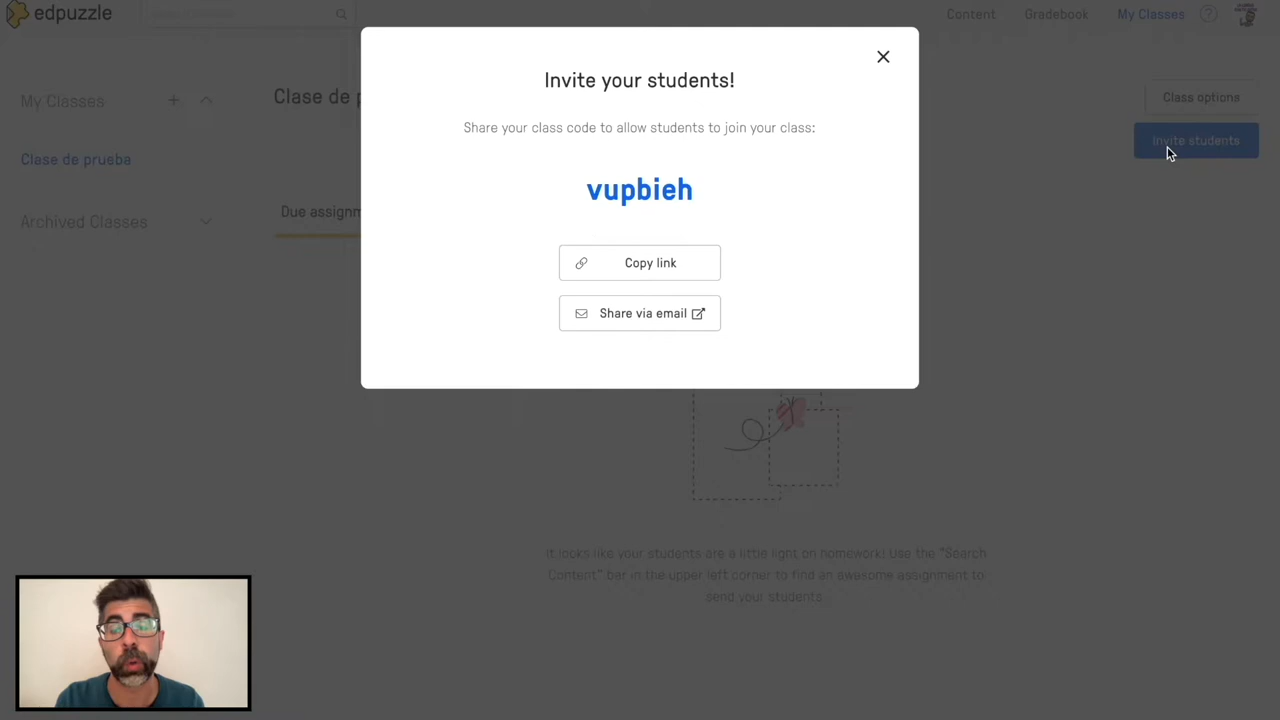 edpuzzle
Content
Gradebook
My Classes
?
Invite your students!
My Classes
Clase de p
Class options
Share your class code to allow students to join your class:
Invite students
Clase de prueba
vupbieh
Archived Classes
Due assignm
Copy link
Share via email
It looks like your students are a little light on homework! Use the "Search
Content" bar in the upper left corner to find an awesome assignment to
send your students